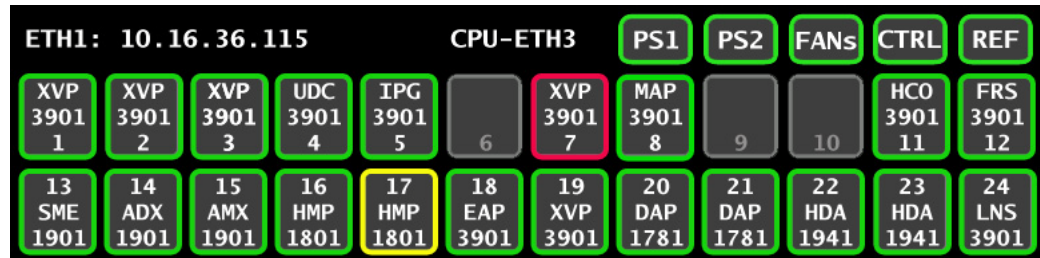 ETH1: 10.16.36.115 CPU-ETH3 PS1 PS2 FANs CTRL REF
XVP XVP XVP UDC IPG XVP MAP HCO FRS
3901 3901 3901 3901 3901 3901 3901 3901 3901
1 2 3 4 5 6 7 8 9 10 11 12
13 14 15 16 17 18 19 20 21 22 23 24
SME ADX AMX HMP HMP EAP XVP DAP DAP HDA HDA LNS
1901 1901 1901 1801 1801 3901 3901 1781 1781 1941 1941 3901